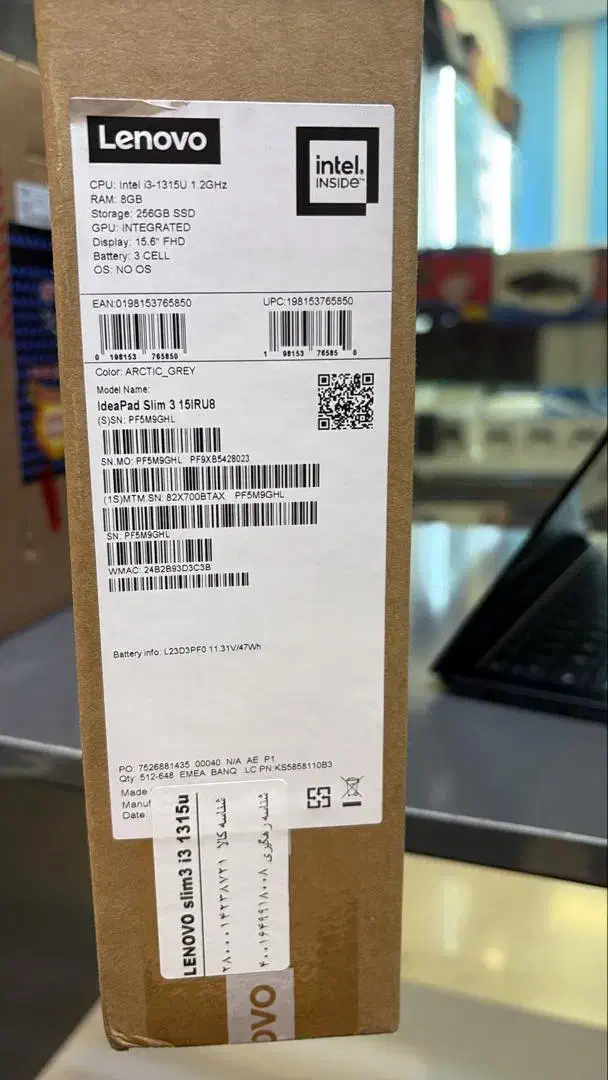 Lenovo
intel.
INSIDE™
CPU: Intel i3-1315U 1.2GHz
RAM: 8GB
Storage: 256GB SSD
GPU: INTEGRATED
Display: 15.6" FHD
Battery: 3 CELL
OS: NO OS
EAN:0198153765850
UPC:198153765850
0 198153 765850
1 98153 76585 0
Color: ARCTIC_GREY
Model Name:
IdeaPad Slim 3 15IRU8
(S)SN: PF5M9GHL
SN.MO: PF5M9GHL PF9XB5428023
(1S)MTM.SN: 82X700BTAX PF5M9GHL
SN: PF5M9GHL
WMAC: 24B2B93D3C3B
Battery info: L23D3PF0 11.31V/47Wh
PO: 7526881435 00040 N/A AE P1
Qty: 512-648 EMEA BANQ LC PN:KS5858110B3
Made
Manuf
Date:
LENOVO slim3 i3 1315u
شناسه کالا
۲۸۰۰۰۱۴۲۳۸۷۲۱
شناسه رهگیری
۴۰۰۱۶۴۹۹۱۸۰۰۸
OVO